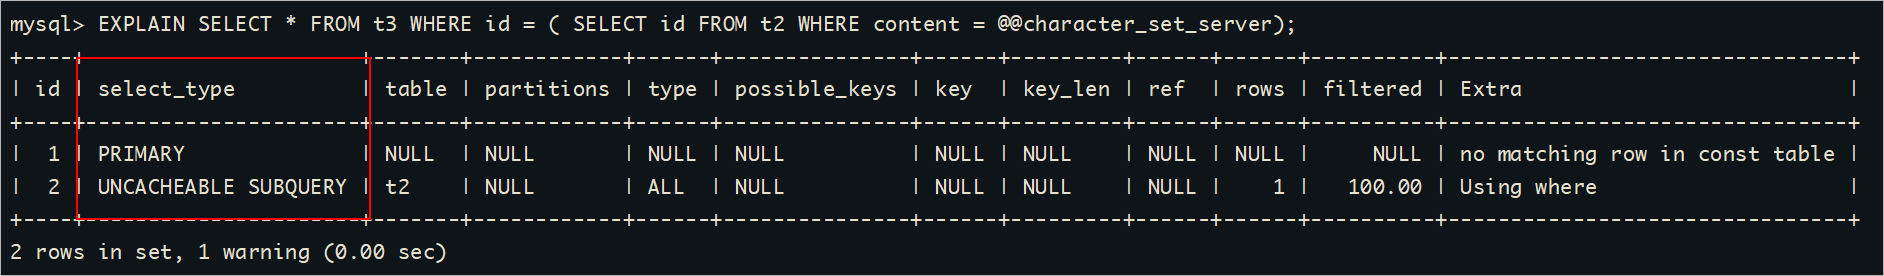 mysql> EXPLAIN SELECT * FROM t3 WHERE id = ( SELECT id FROM t2 WHERE content = @@character_set_server);
+----+----------------------+-------+------------+------+---------------+------+---------+------+------+----------+--------------------------------+
| id | select_type          | table | partitions | type | possible_keys | key  | key_len | ref  | rows | filtered | Extra                          |
+----+----------------------+-------+------------+------+---------------+------+---------+------+------+----------+--------------------------------+
|  1 | PRIMARY              | NULL  | NULL       | NULL | NULL          | NULL | NULL    | NULL | NULL |     NULL | no matching row in const table |
|  2 | UNCACHEABLE SUBQUERY | t2    | NULL       | ALL  | NULL          | NULL | NULL    | NULL |    1 |   100.00 | Using where                    |
+----+----------------------+-------+------------+------+---------------+------+---------+------+------+----------+--------------------------------+
2 rows in set, 1 warning (0.00 sec)